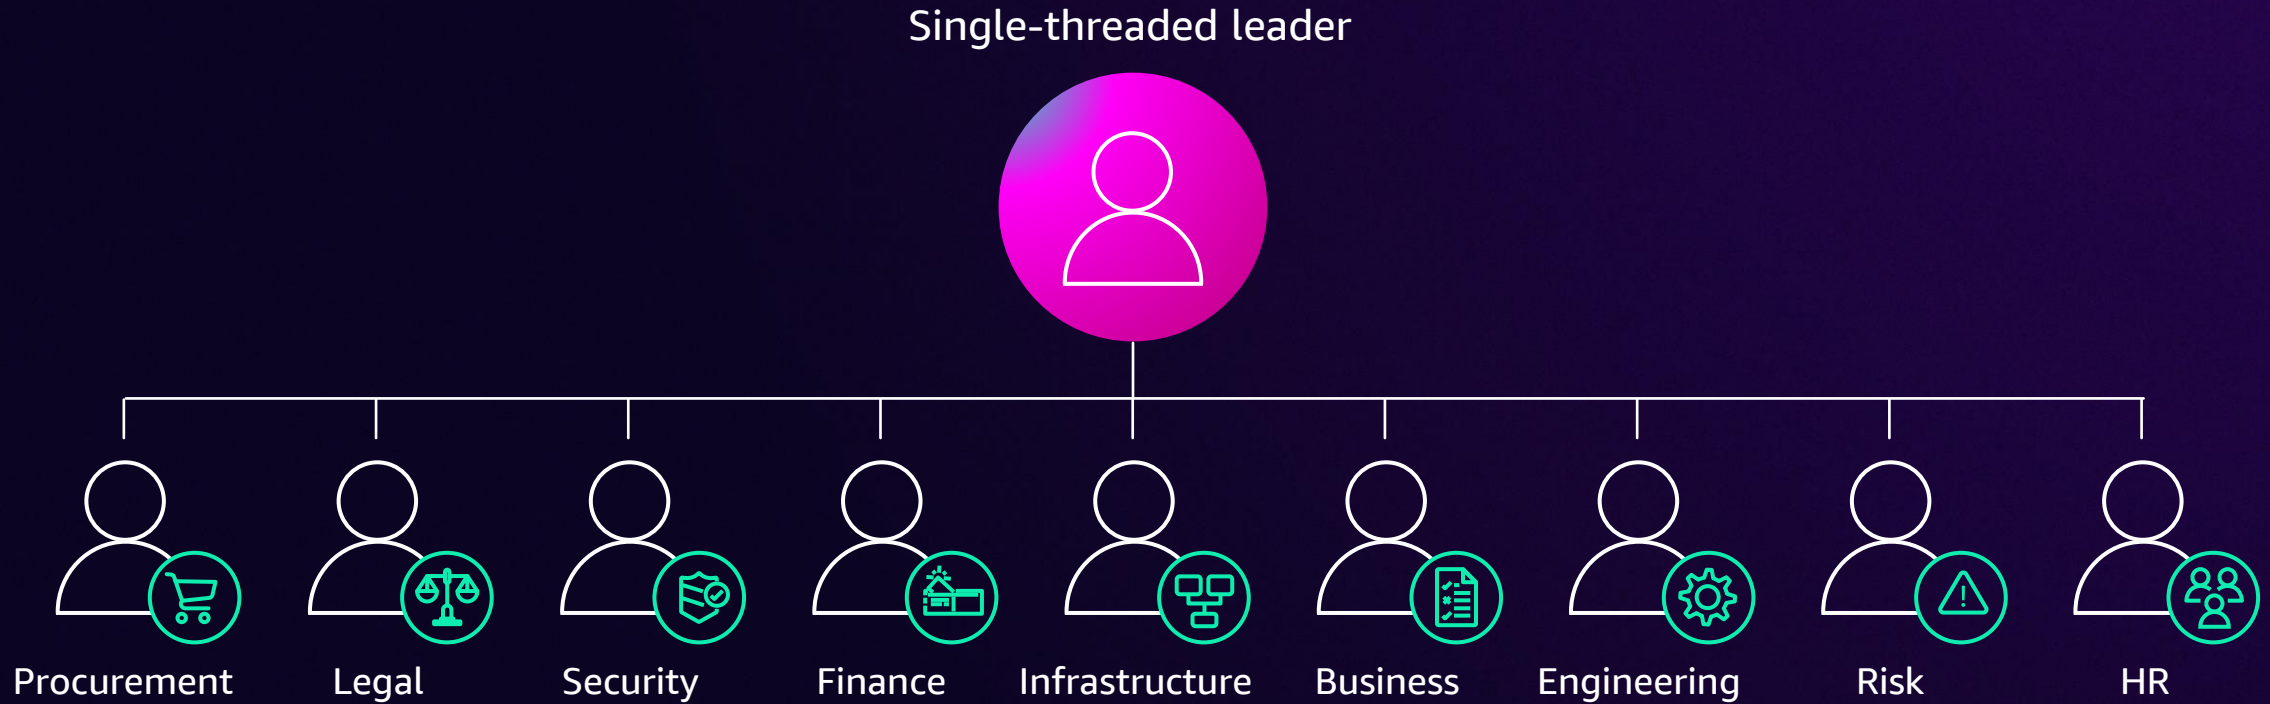 Single-threaded leader
Procurement
Legal
Security
Finance
Infrastructure
Business
Engineering
Risk
HR